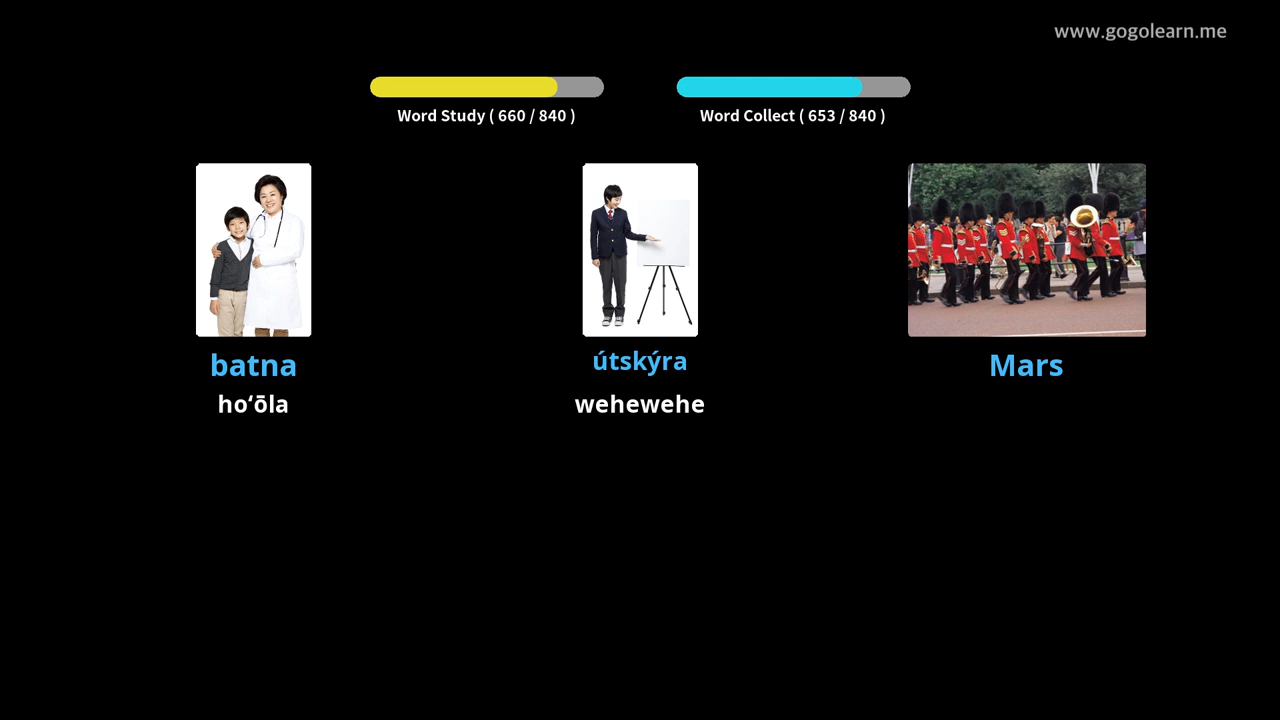 www.gogolearn.me
Word Study ( 660 / 840 )
Word Collect ( 653 / 840 )
batna
hoʻōla
útskýra
wehewehe
Mars